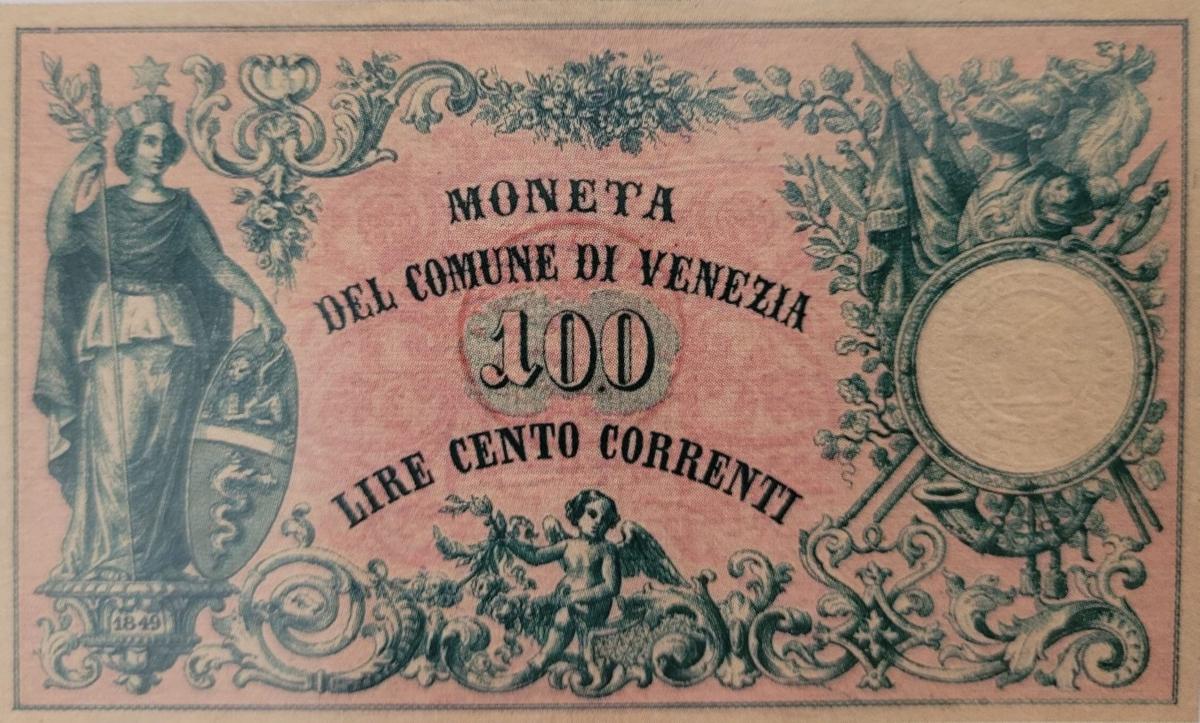 MONETA
DEL COMUNE DI VENEZIA
100
LIRE CENTO CORRENTI
1849